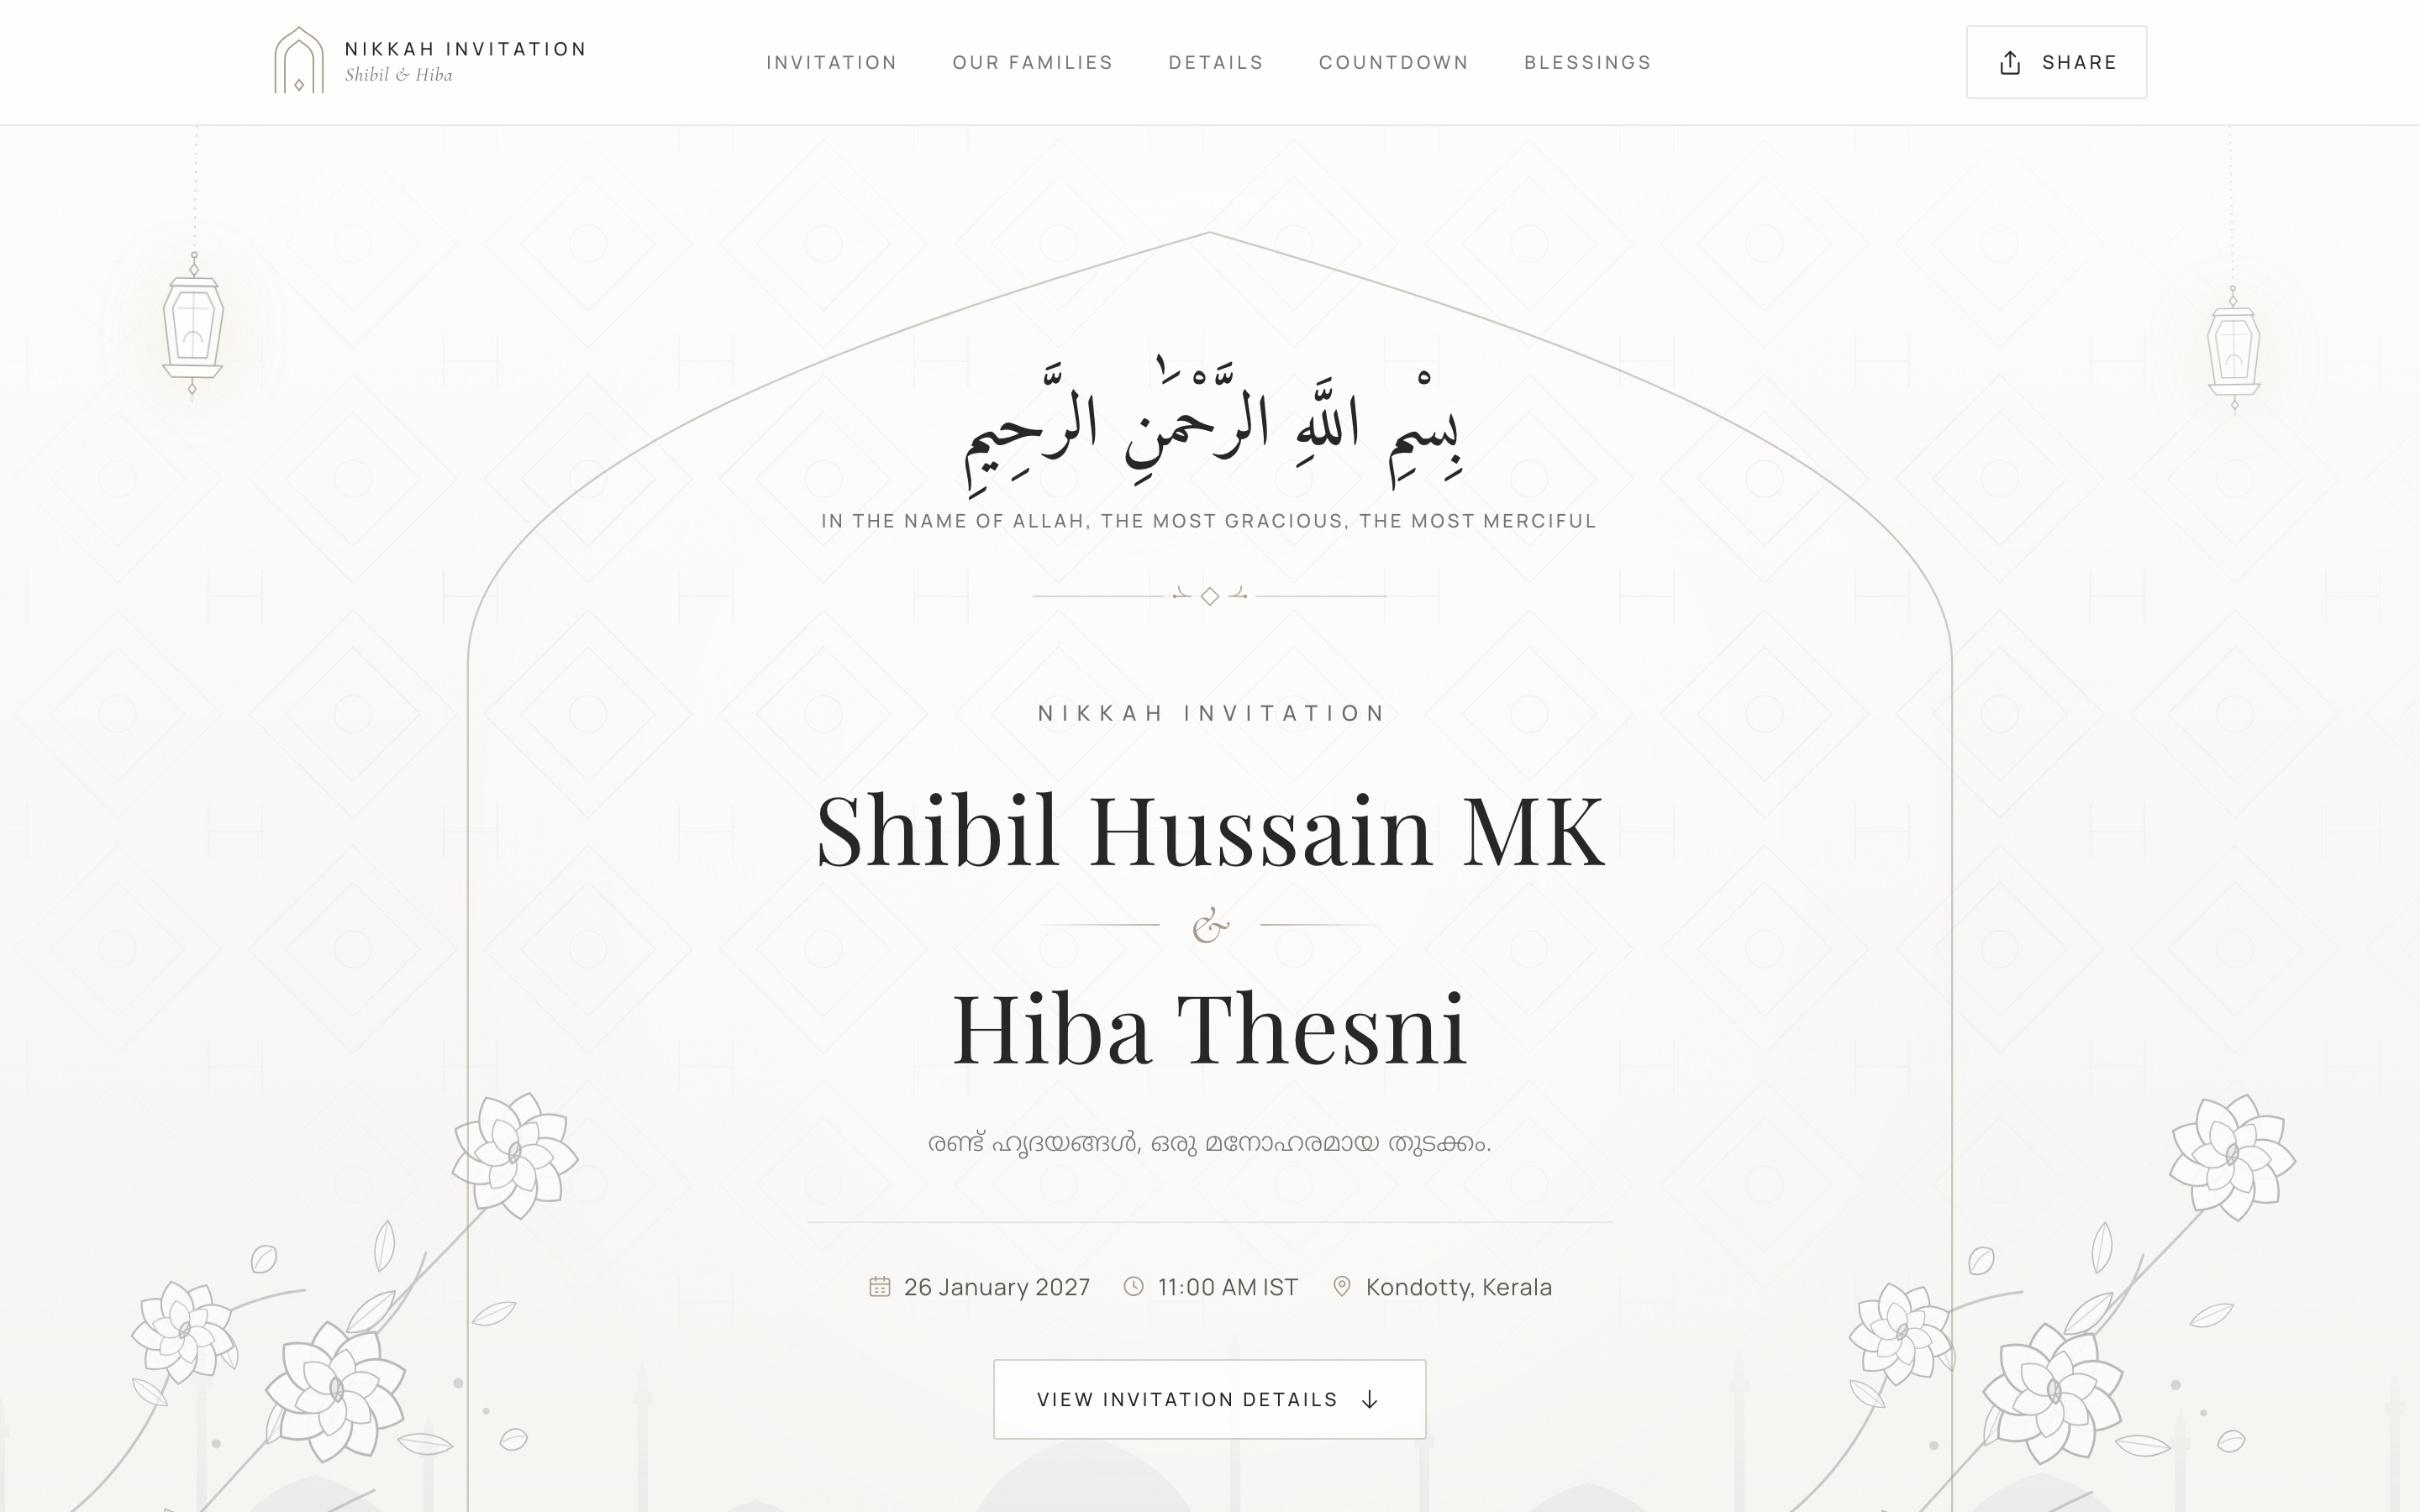 NIKKAH INVITATION
Shibil & Hiba
INVITATION
OUR FAMILIES
DETAILS
COUNTDOWN
BLESSINGS
SHARE
بِسْمِ اللَّهِ الرَّحْمَٰنِ الرَّحِيمِ
IN THE NAME OF ALLAH, THE MOST GRACIOUS, THE MOST MERCIFUL
NIKKAH INVITATION
Shibil Hussain MK
&
Hiba Thesni
രണ്ട് ഹൃദയങ്ങൾ, ഒരു മനോഹരമായ തുടക്കം.
26 January 2027
11:00 AM IST
Kondotty, Kerala
VIEW INVITATION DETAILS